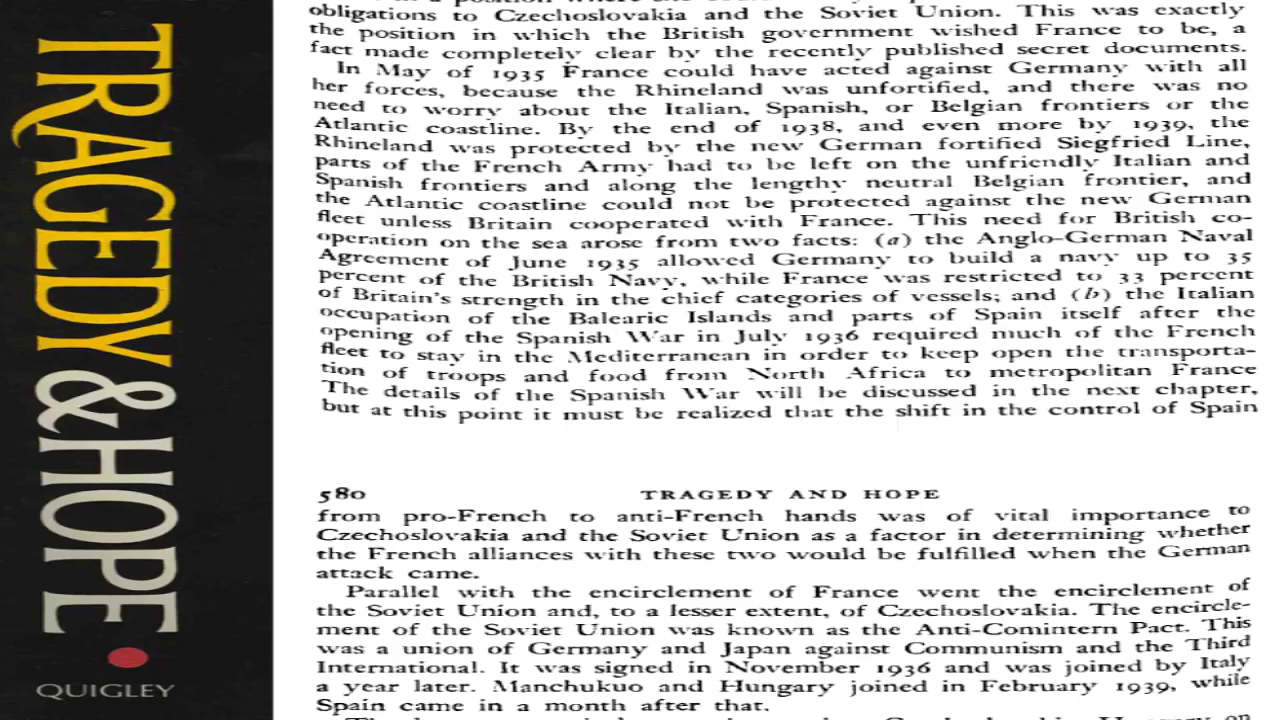 TRAGEDY & HOPE
QUIGLEY
obligations to Czechoslovakia and the Soviet Union. This was exactly
the position in which the British government wished France to be, a
fact made completely clear by the recently published secret documents.
In May of 1935 France could have acted against Germany with all
her forces, because the Rhineland was unfortified, and there was no
need to worry about the Italian, Spanish, or Belgian frontiers or the
Atlantic coastline. By the end of 1938, and even more by 1939, the
Rhineland was protected by the new German fortified Siegfried Line,
parts of the French Army had to be left on the unfriendly Italian and
Spanish frontiers and along the lengthy neutral Belgian frontier, and
the Atlantic coastline could not be protected against the new German
fleet unless Britain cooperated with France. This need for British co-
operation on the sea arose from two facts: (a) the Anglo-German Naval
Agreement of June 1935 allowed Germany to build a navy up to 35
percent of the British Navy, while France was restricted to 33 percent
of Britain's strength in the chief categories of vessels; and (b) the Italian
occupation of the Balearic Islands and parts of Spain itself after the
opening of the Spanish War in July 1936 required much of the French
fleet to stay in the Mediterranean in order to keep open the transporta-
tion of troops and food from North Africa to metropolitan France
The details of the Spanish War will be discussed in the next chapter,
but at this point it must be realized that the shift in the control of Spain
580 TRAGEDY AND HOPE
from pro-French to anti-French hands was of vital importance to
Czechoslovakia and the Soviet Union as a factor in determining whether
the French alliances with these two would be fulfilled when the German
attack came.
Parallel with the encirclement of France went the encirclement of
the Soviet Union and, to a lesser extent, of Czechoslovakia. The encircle-
ment of the Soviet Union was known as the Anti-Comintern Pact. This
was a union of Germany and Japan against Communism and the Third
International. It was signed in November 1936 and was joined by Italy
a year later. Manchukuo and Hungary joined in February 1939, while
Spain came in a month after that.